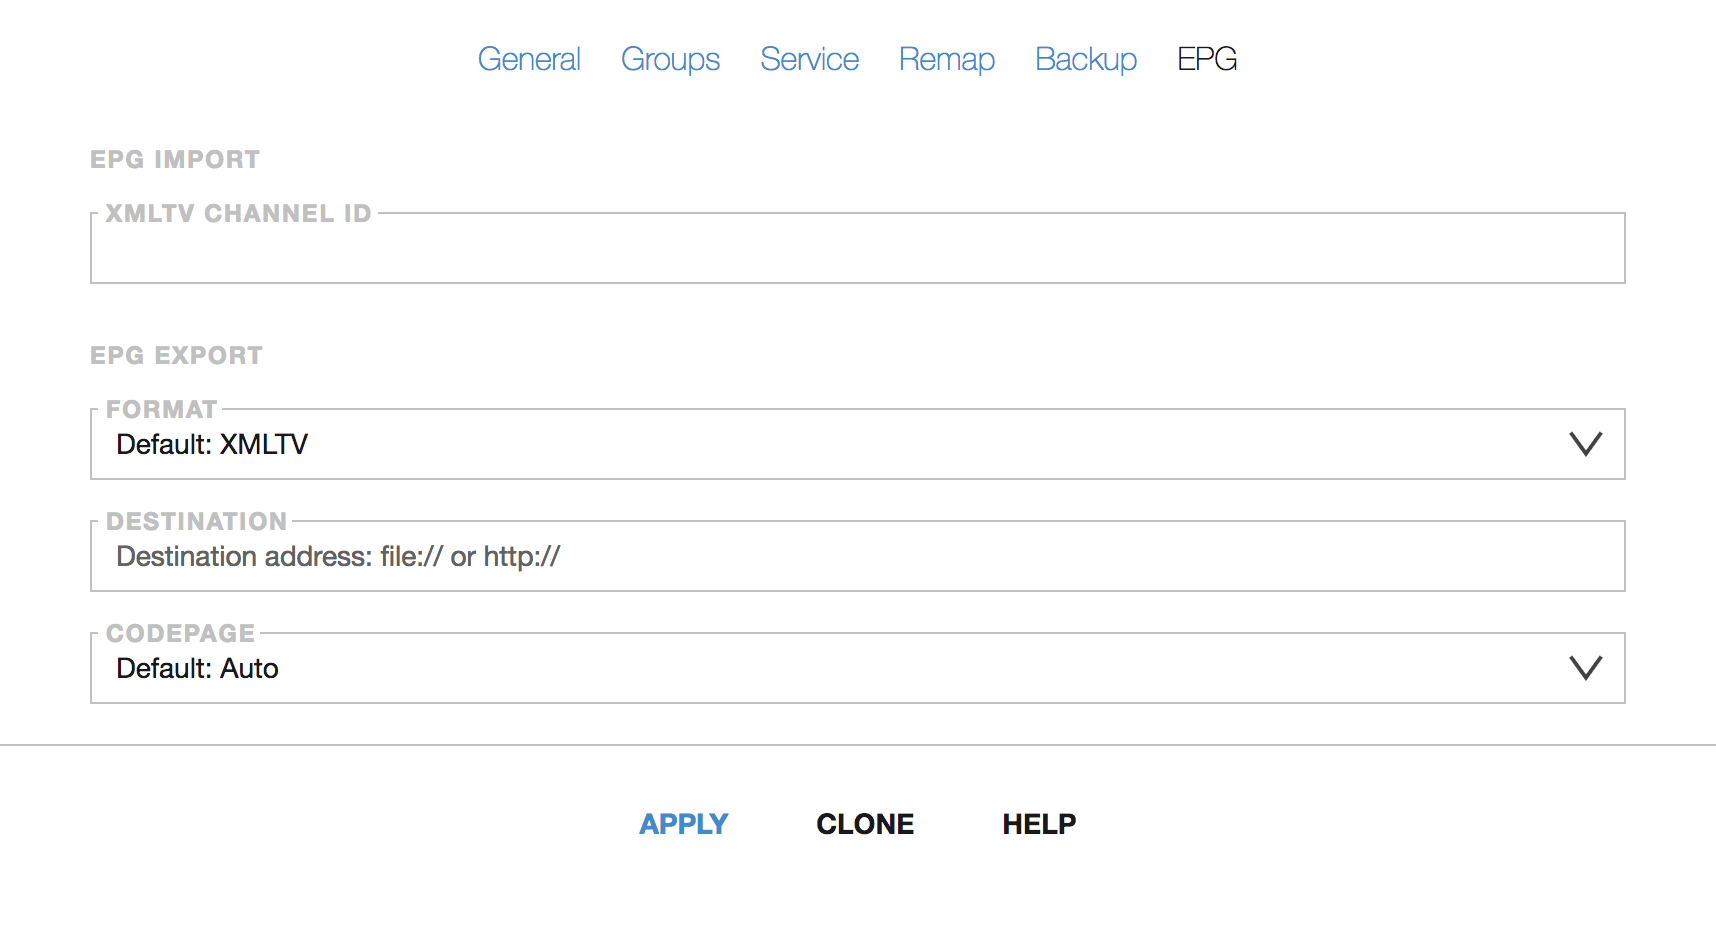 General Groups Service Remap Backup EPG
EPG IMPORT
XMLTV CHANNEL ID
EPG EXPORT
FORMAT
Default: XMLTV
DESTINATION
Destination address: file:// or http://
CODEPAGE
Default: Auto
APPLY CLONE HELP